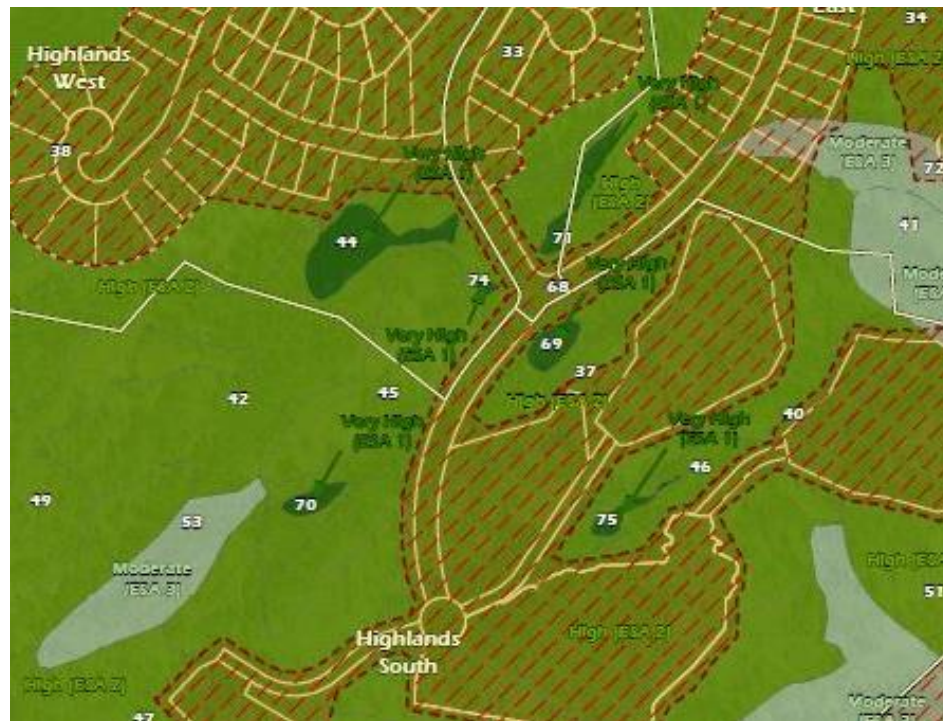 East
34
Highlands
West
33
High (ESA 2)
Very High
(ESA 1)
Moderate
(ESA 3)
38
Very High
(ESA 1)
72
High
(ESA 2)
41
44
71
74
68
Very High
(ESA 1)
High (ESA 2)
69
Very High
(ESA 1)
37
42
45
High (ESA 2)
40
Very High
(ESA 1)
Very High
(ESA 1)
46
49
70
53
75
Moderate
(ESA 3)
51
Highlands
South
High (ESA 2)
High (ESA 2)
47
Moderate